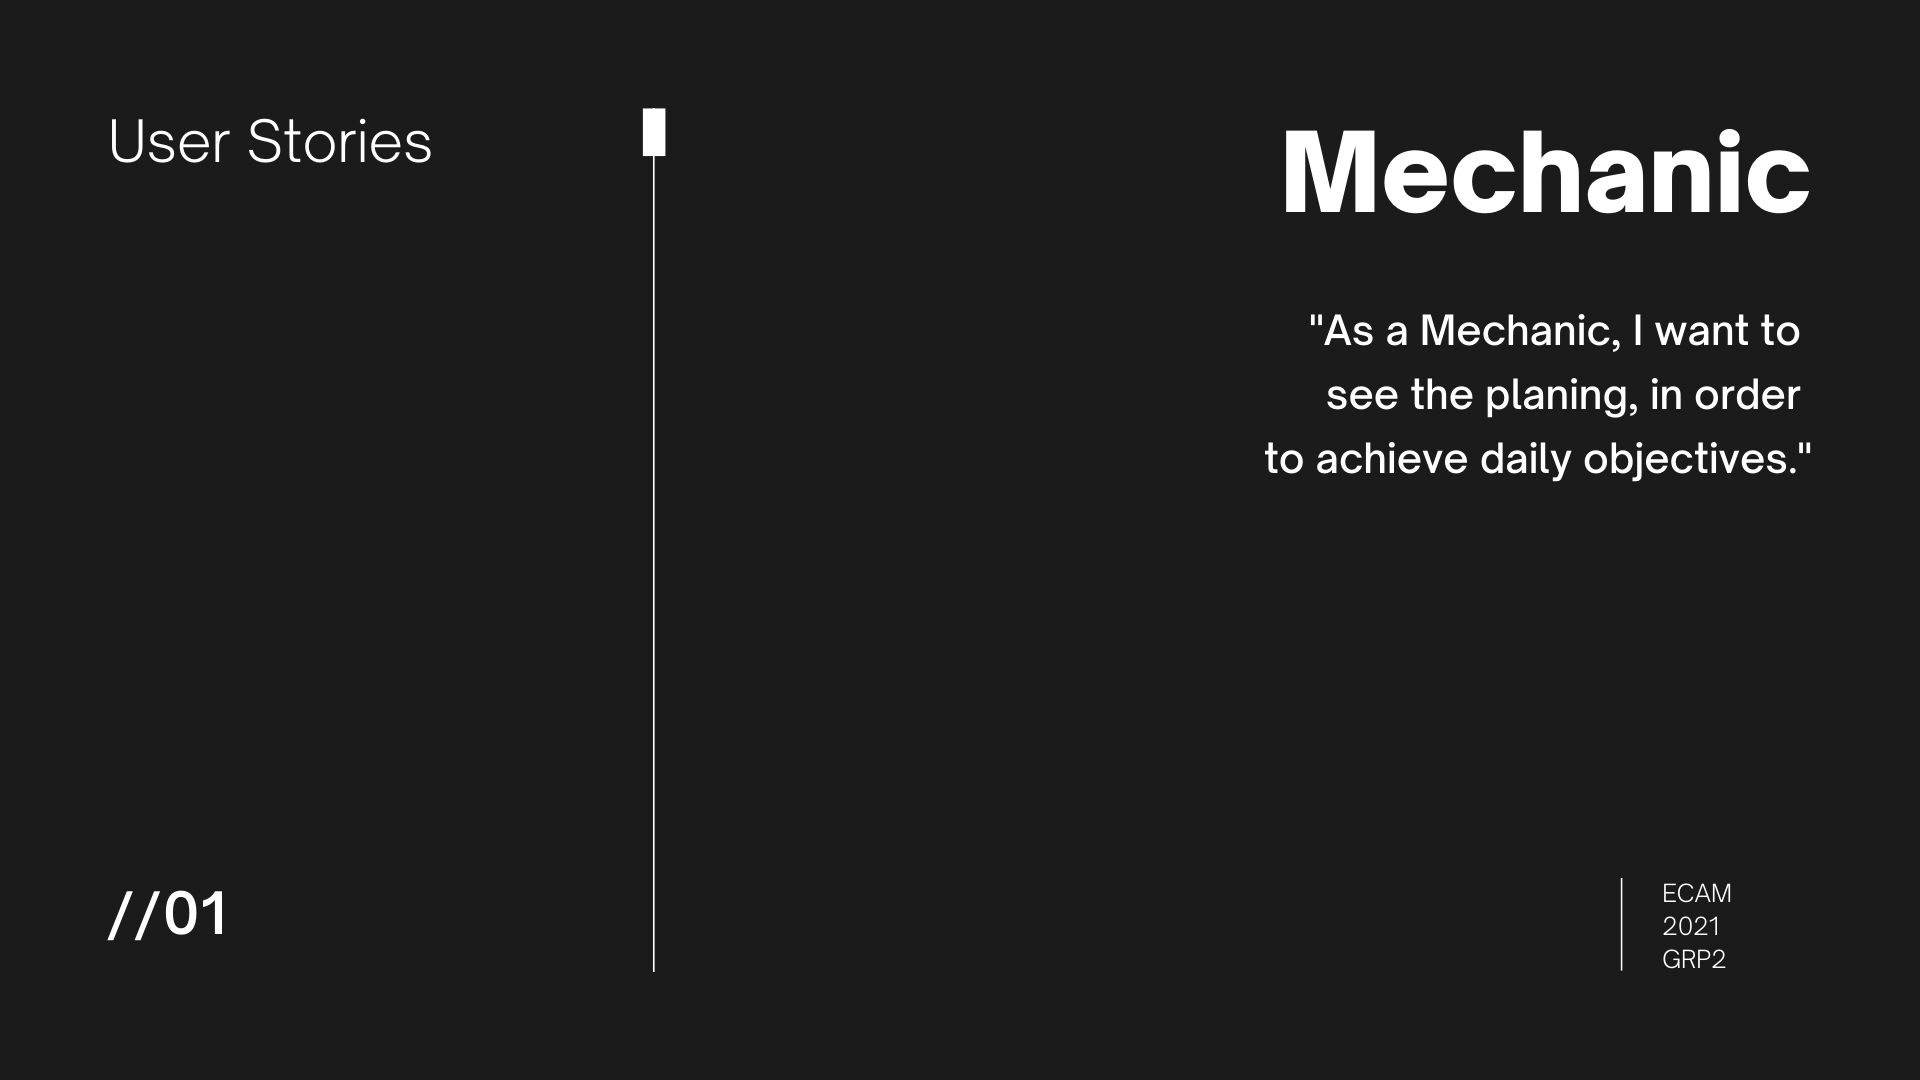 User Stories
Mechanic
"As a Mechanic, I want to
see the planing, in order
to achieve daily objectives."
//01
ECAM
2021
GRP2